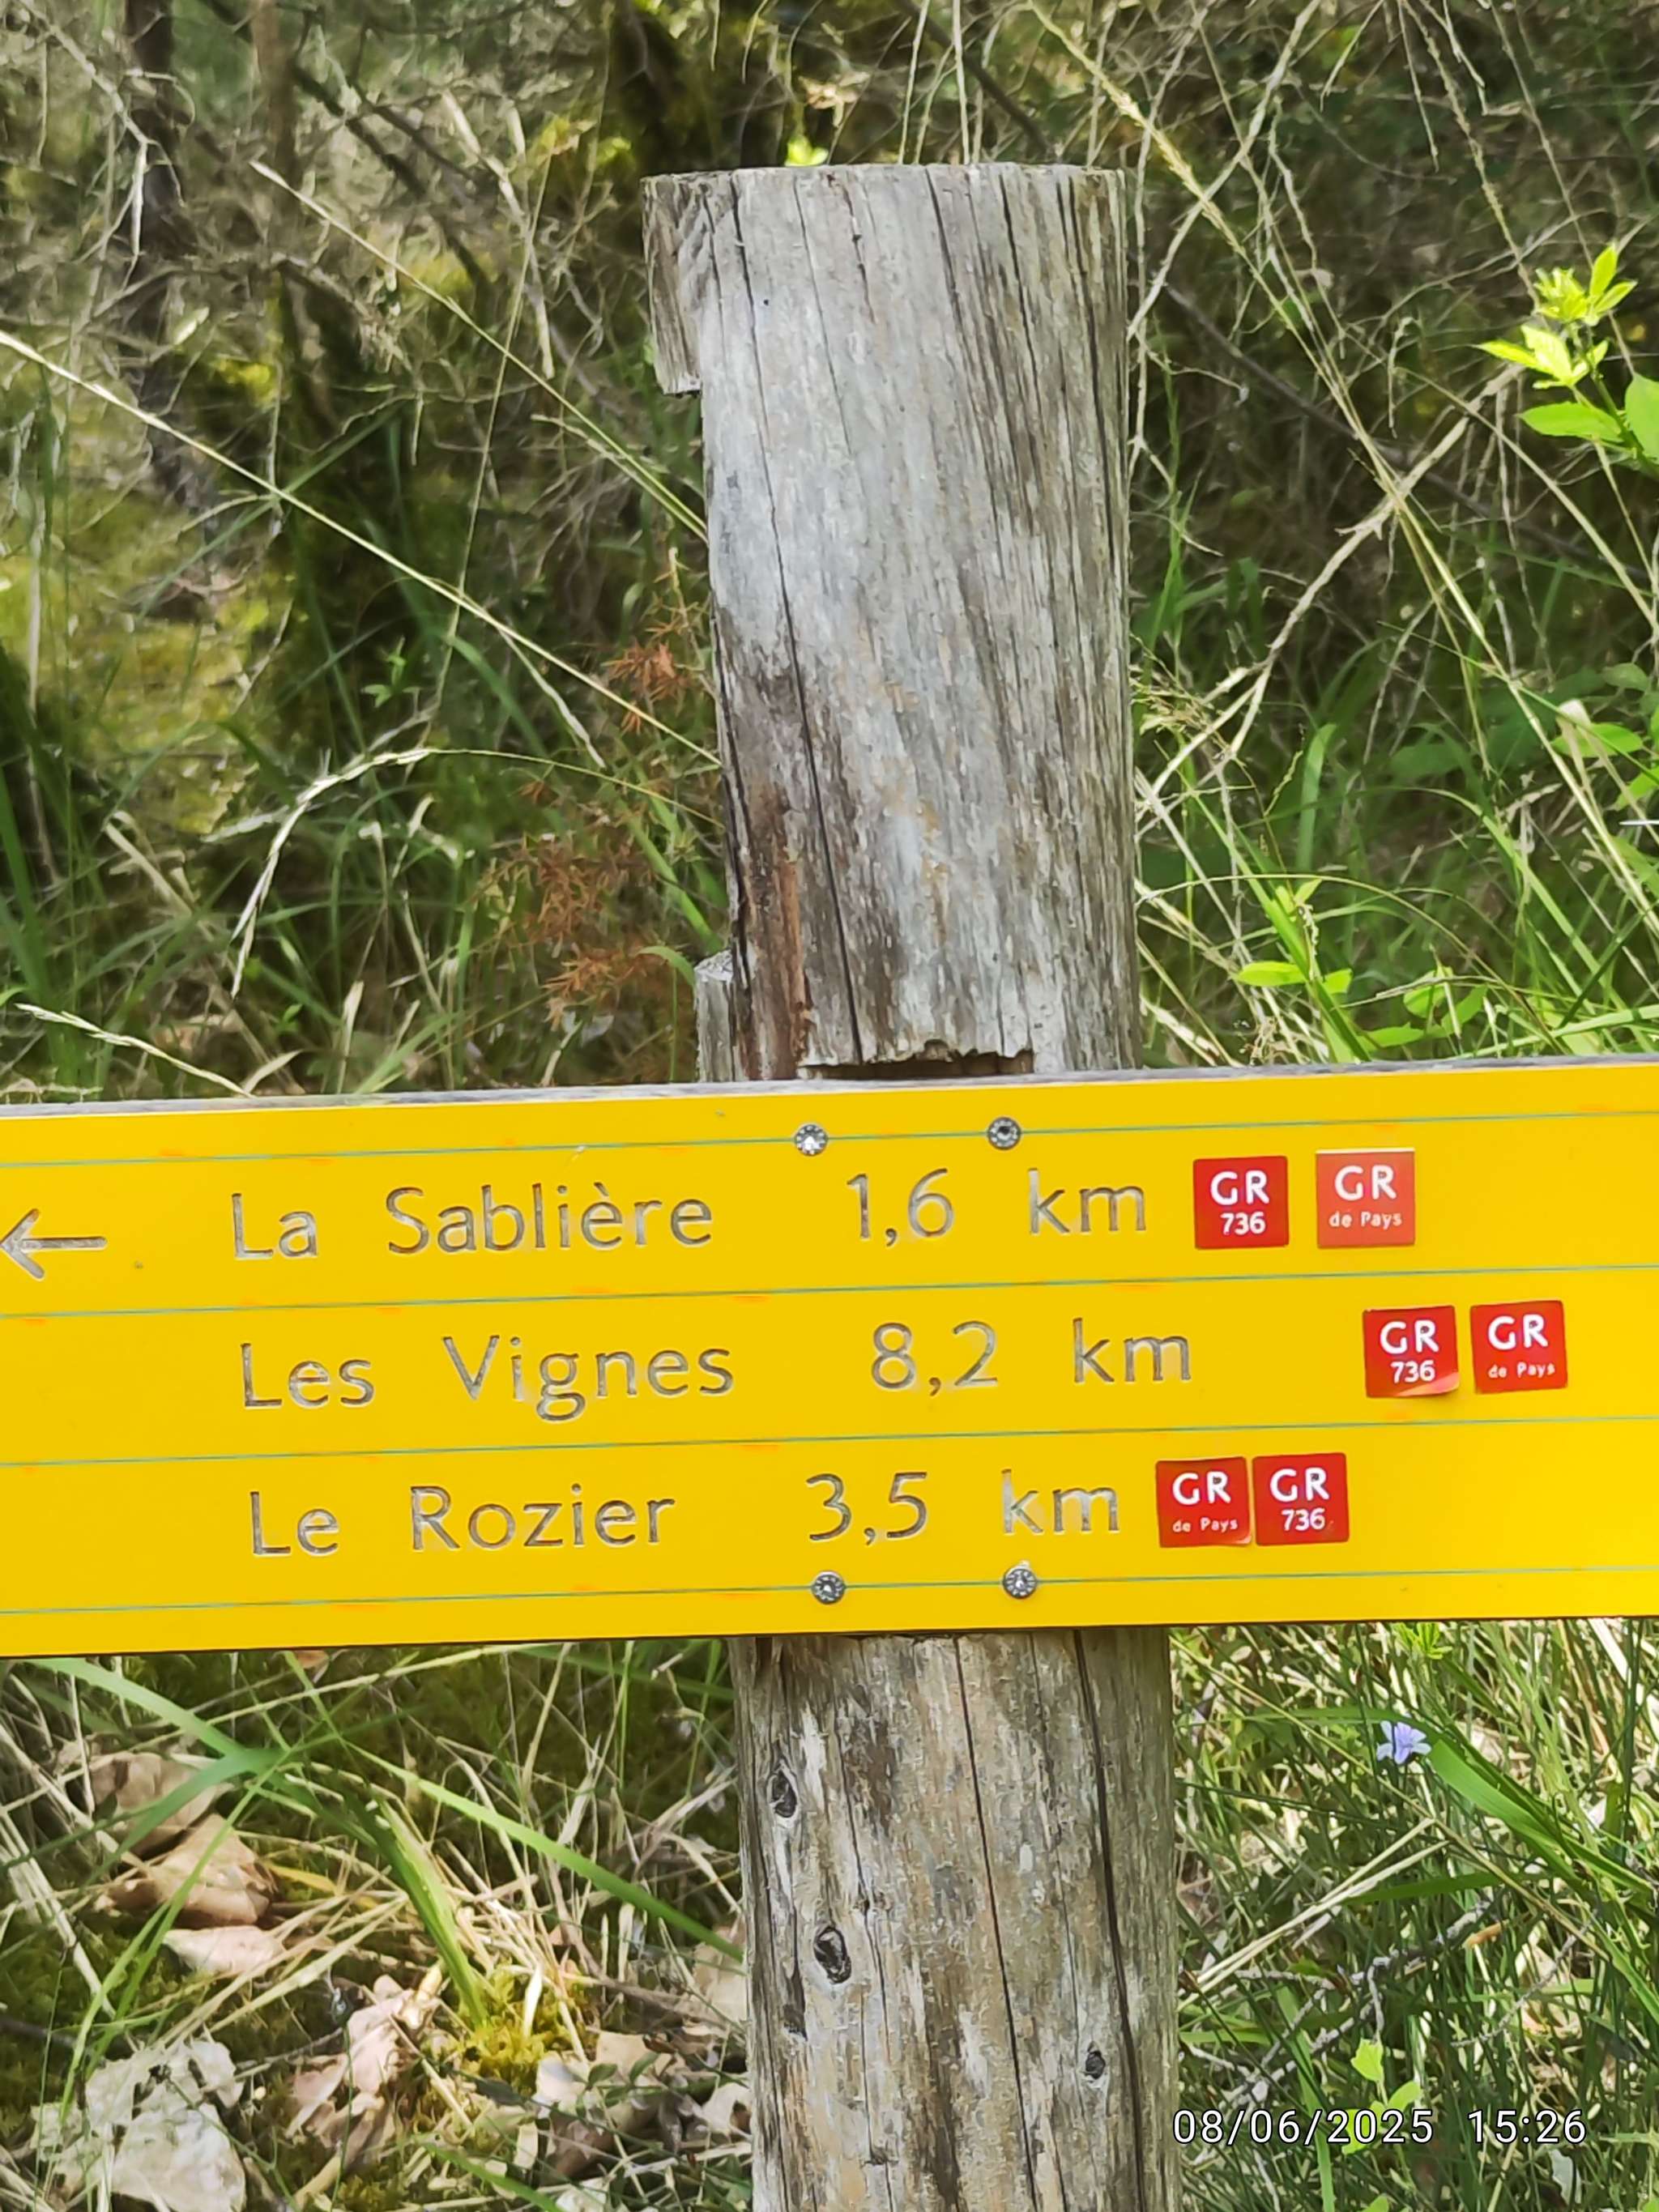 ← La Sablière 1,6 km GR 736 GR de Pays
Les Vignes 8,2 km GR 736 GR de Pays
Le Rozier 3,5 km GR de Pays GR 736
08/06/2025 15:26